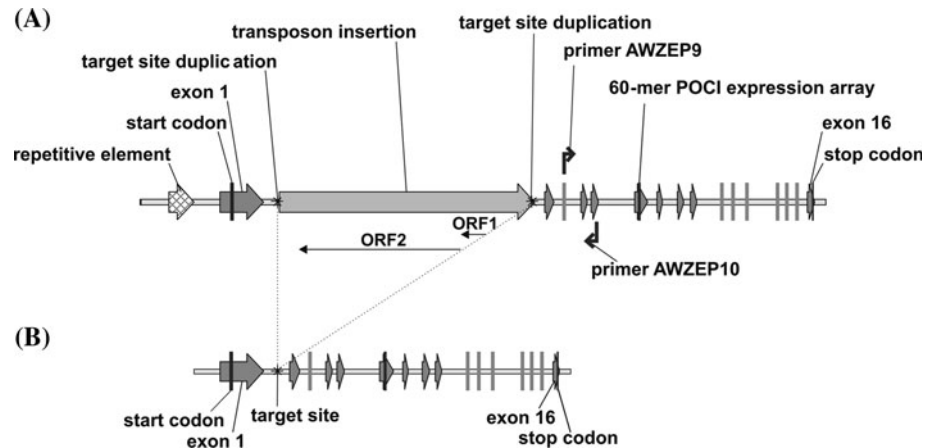 (A)
transposon insertion
target site duplication
primer AWZEP9
target site duplication
60-mer POCI expression array
exon 1
exon 16
start codon
stop codon
repetitive element
ORF1
ORF2
primer AWZEP10
(B)
start codon
target site
exon 16
exon 1
stop codon